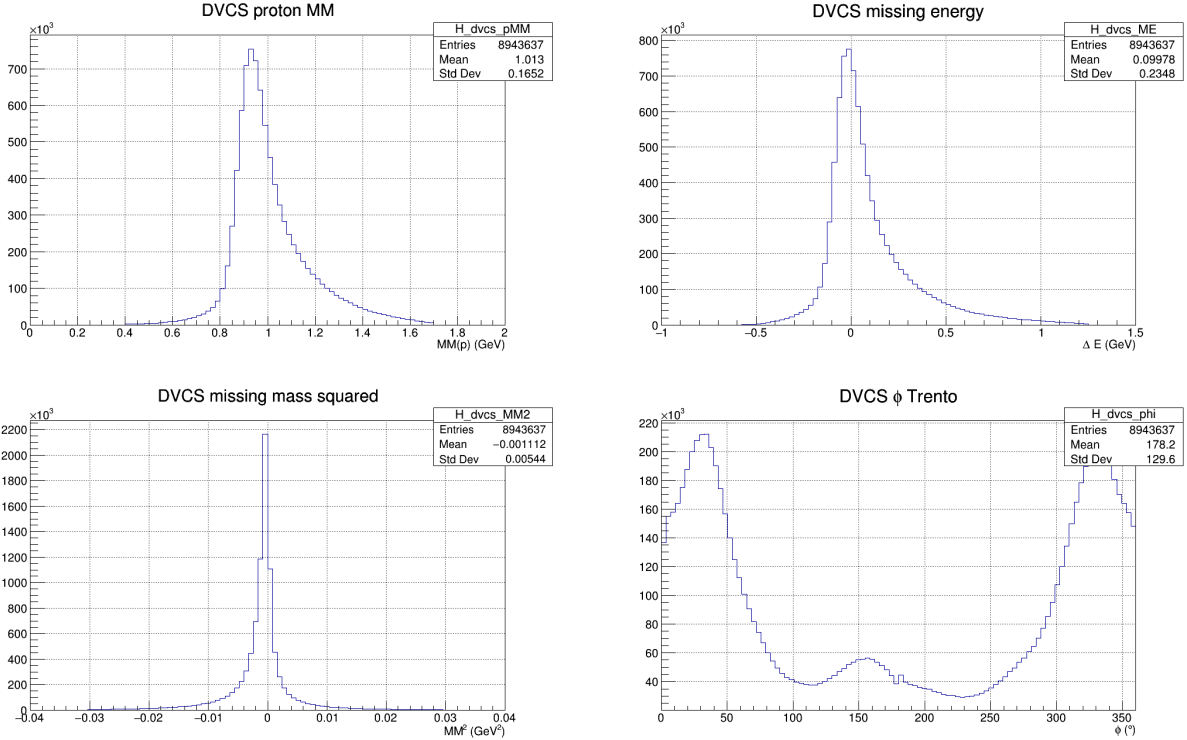 DVCS proton MM
×10³
H_dvcs_pMM
Entries 8943637
Mean 1.013
Std Dev 0.1652
700
600
500
400
300
200
100
0
0 0.2 0.4 0.6 0.8 1 1.2 1.4 1.6 1.8 2
MM(p) (GeV)
DVCS missing energy
×10³
H_dvcs_ME
Entries 8943637
Mean 0.09978
Std Dev 0.2348
800
700
600
500
400
300
200
100
0
−1 −0.5 0 0.5 1 1.5
Δ E (GeV)
DVCS missing mass squared
×10³
H_dvcs_MM2
Entries 8943637
Mean −0.001112
Std Dev 0.00544
2200
2000
1800
1600
1400
1200
1000
800
600
400
200
0
−0.04 −0.03 −0.02 −0.01 0 0.01 0.02 0.03 0.04
MM² (GeV²)
DVCS ϕ Trento
×10³
H_dvcs_phi
Entries 8943637
Mean 178.2
Std Dev 129.6
220
200
180
160
140
120
100
80
60
40
0 50 100 150 200 250 300 350
ϕ (°)